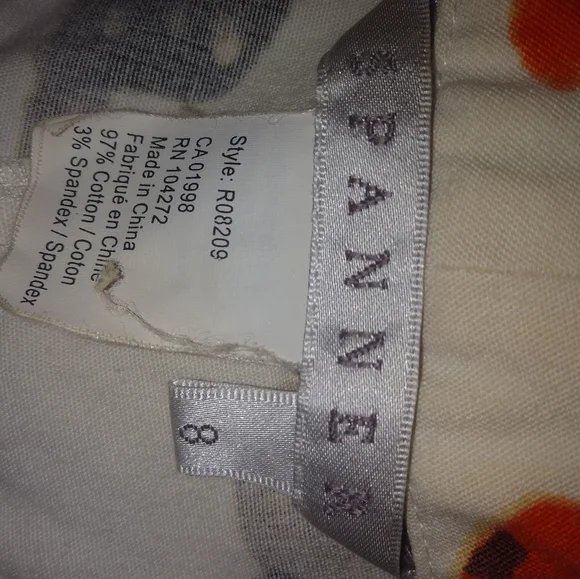 PANNE
Style: R08209
CA 01998
RN 104272
Made in China
Fabriqué en Chine
97% Cotton / Coton
3% Spandex / Spandex
8